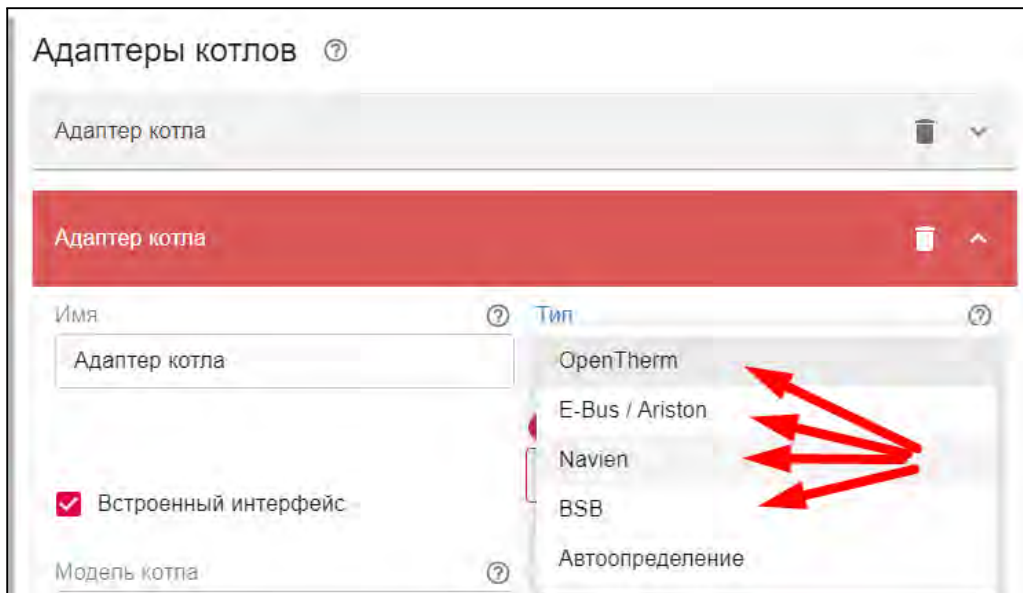 Адаптеры котлов
Адаптер котла
Адаптер котла
Имя
Тип
Адаптер котла
OpenTherm
E-Bus / Ariston
Navien
Встроенный интерфейс
BSB
Автоопределение
Модель котла